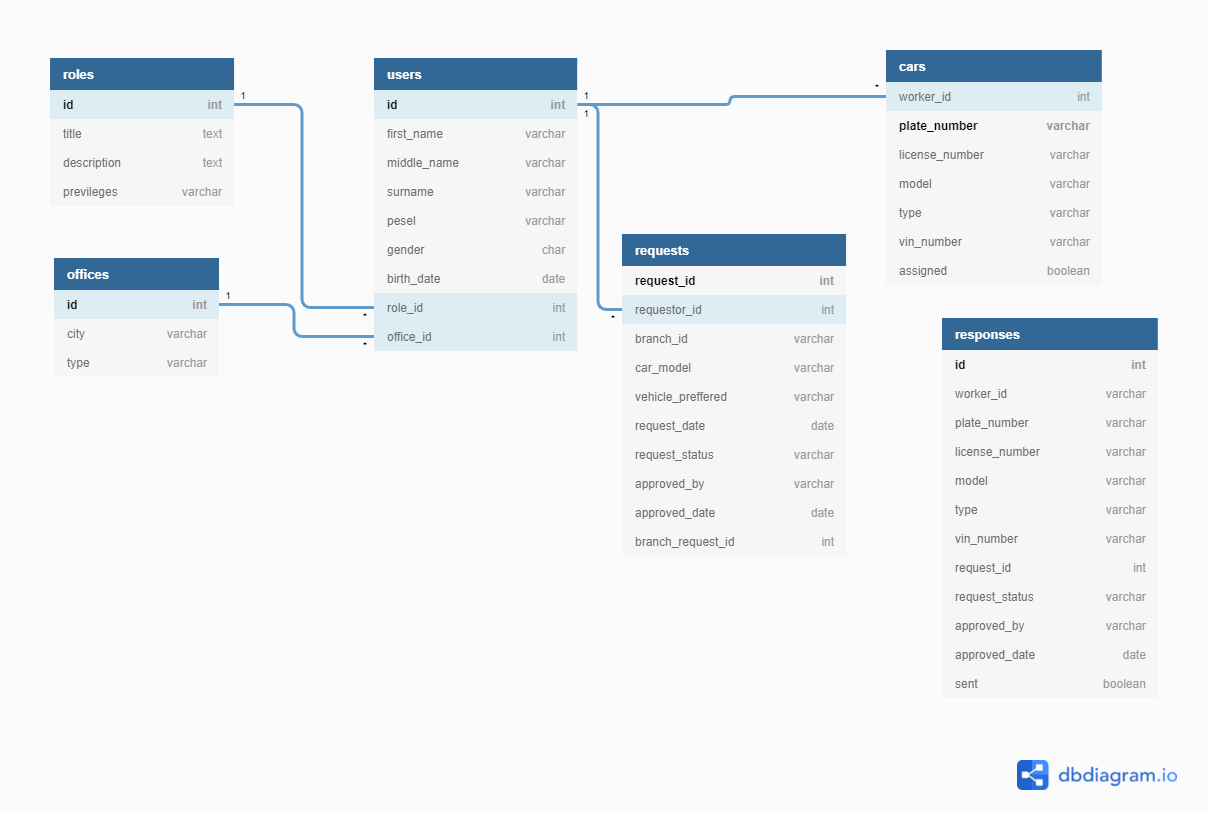 roles
id int
title text
description text
previleges varchar
1
offices
id int
city varchar
type varchar
1
users
id int
first_name varchar
middle_name varchar
surname varchar
pesel varchar
gender char
birth_date date
role_id int
office_id int
*
*
1
1
requests
request_id int
requestor_id int
branch_id varchar
car_model varchar
vehicle_preffered varchar
request_date date
request_status varchar
approved_by varchar
approved_date date
branch_request_id int
*
cars
worker_id int
plate_number varchar
license_number varchar
model varchar
type varchar
vin_number varchar
assigned boolean
*
responses
id int
worker_id varchar
plate_number varchar
license_number varchar
model varchar
type varchar
vin_number varchar
request_id int
request_status varchar
approved_by varchar
approved_date date
sent boolean
dbdiagram.io